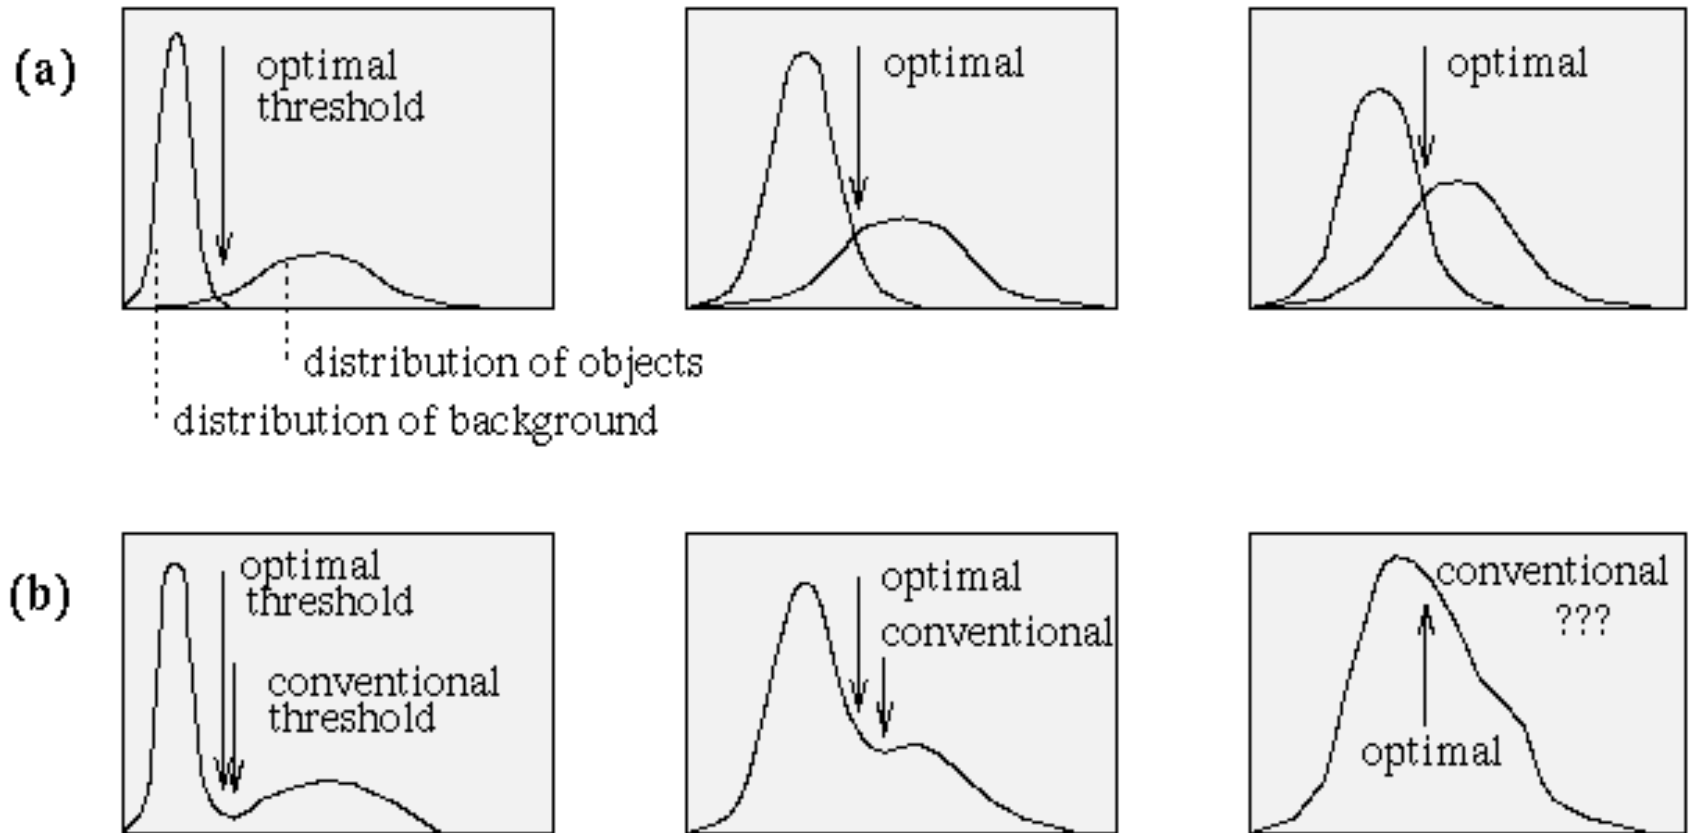 (a)
optimal
threshold
optimal
optimal
distribution of objects
distribution of background
(b)
optimal
threshold
conventional
threshold
optimal
conventional
conventional
???
optimal